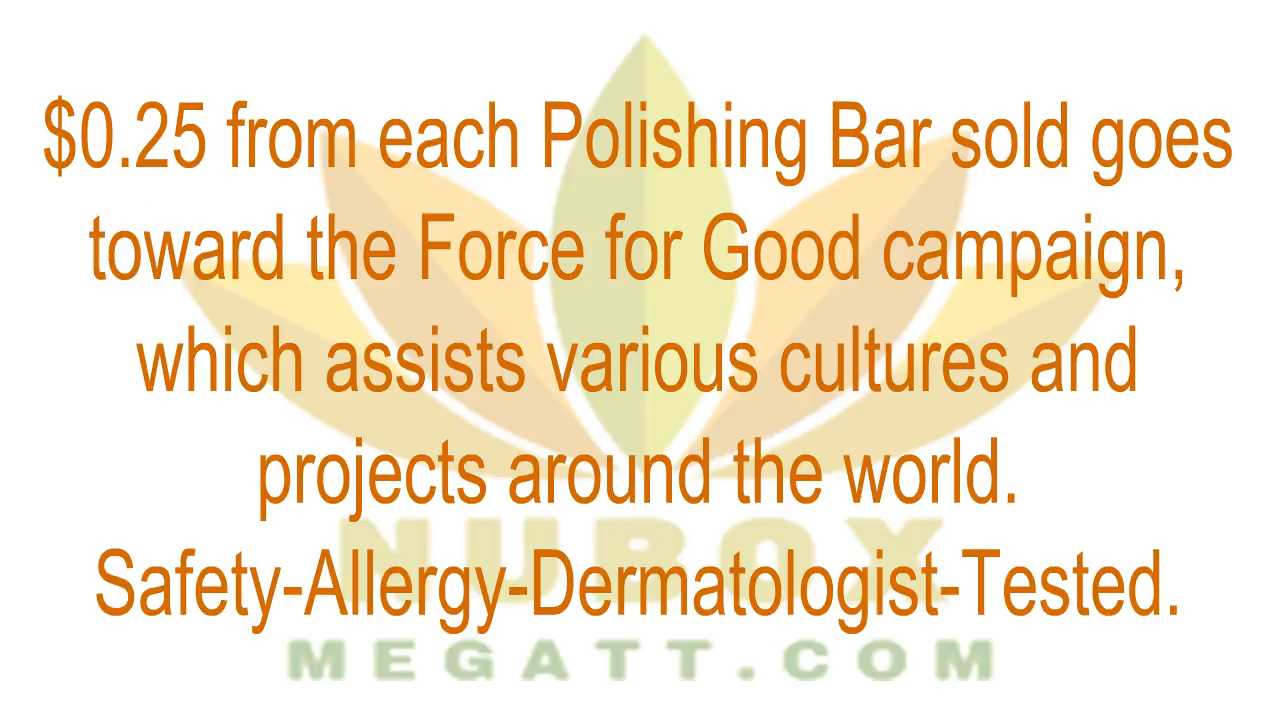 $0.25 from each Polishing Bar sold goes
toward the Force for Good campaign,
which assists various cultures and
projects around the world.
Safety-Allergy-Dermatologist-Tested.
NUBOX
MEGATT.COM